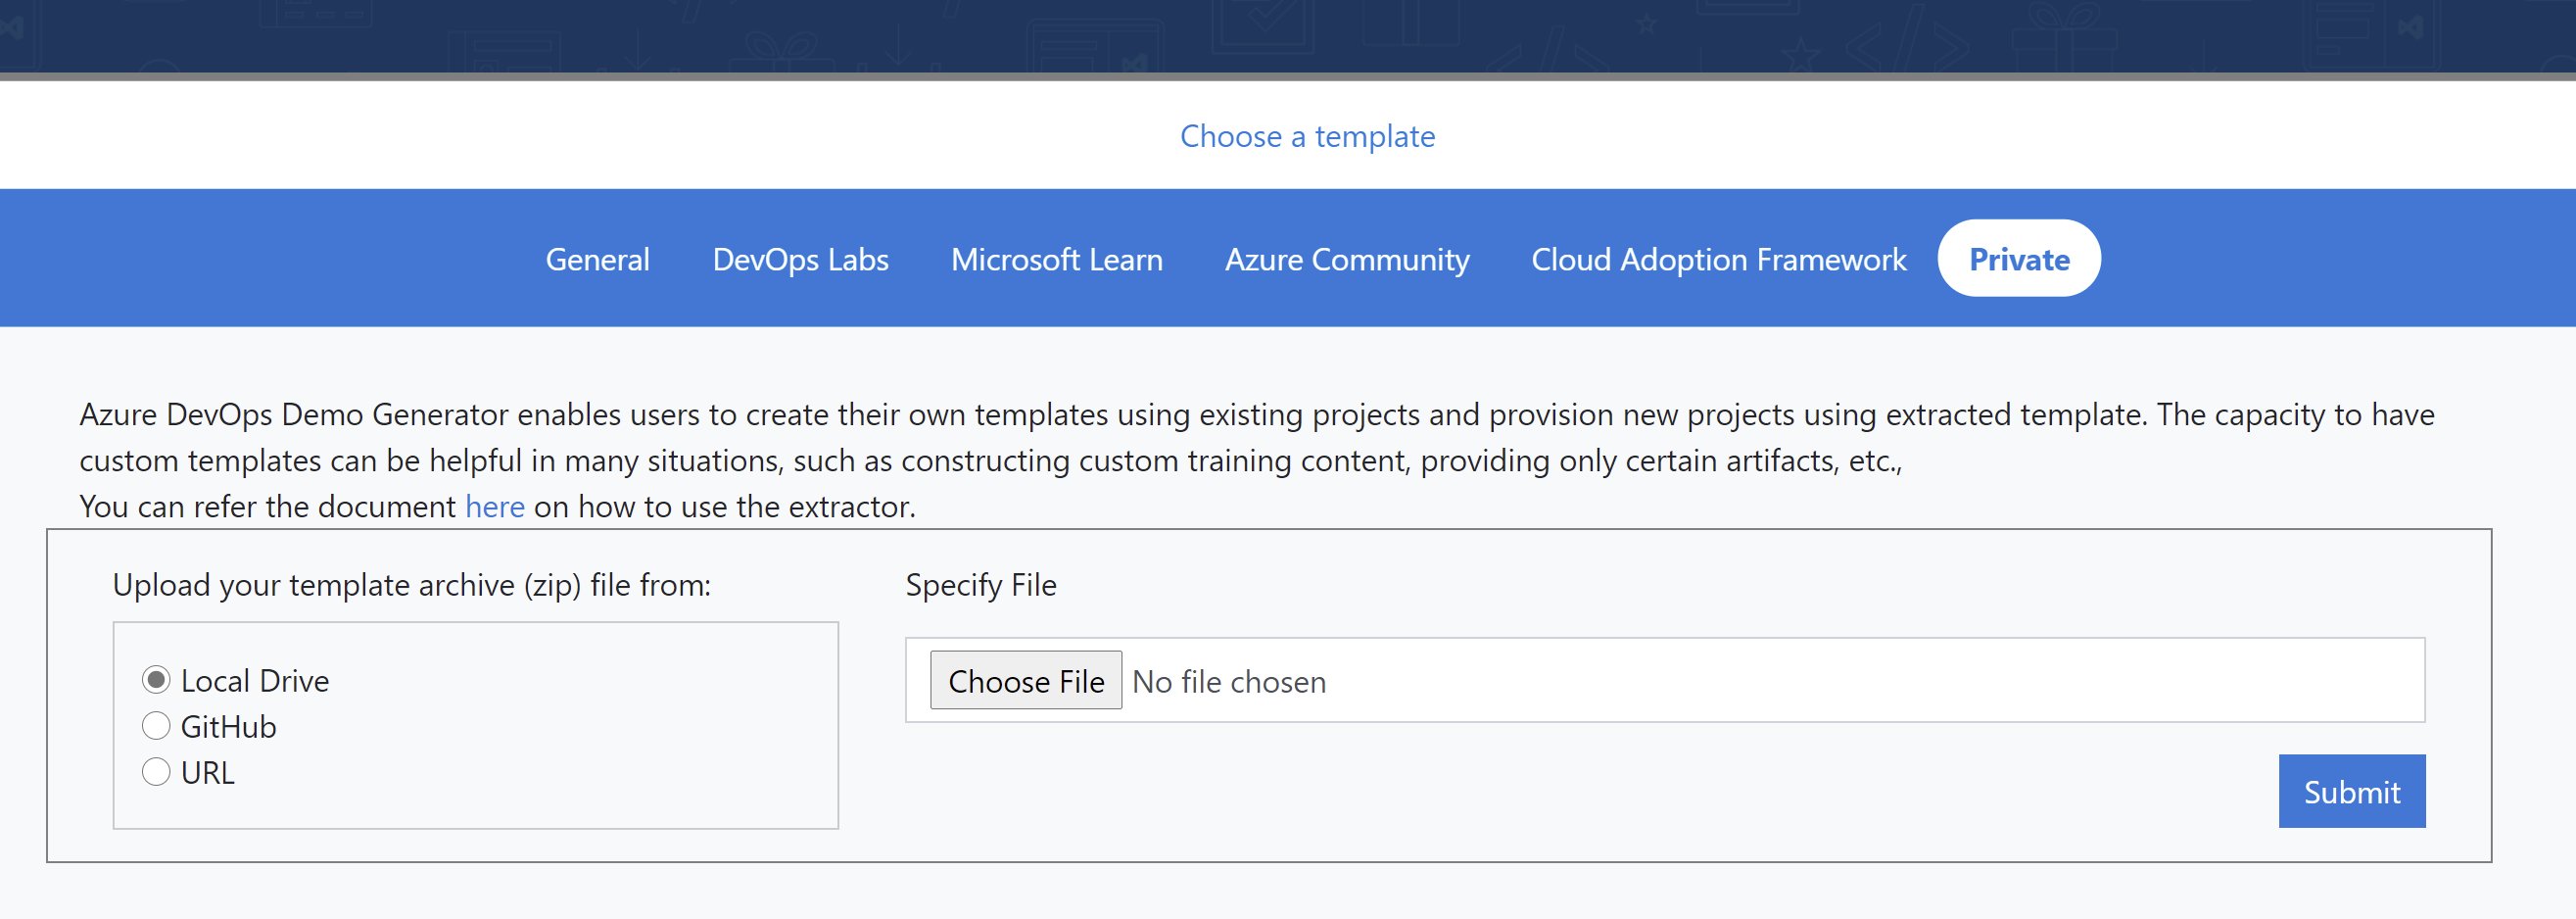 Choose a template
General DevOps Labs Microsoft Learn Azure Community Cloud Adoption Framework Private
Azure DevOps Demo Generator enables users to create their own templates using existing projects and provision new projects using extracted template. The capacity to have
custom templates can be helpful in many situations, such as constructing custom training content, providing only certain artifacts, etc.,
You can refer the document here on how to use the extractor.
Upload your template archive (zip) file from:
Specify File
Local Drive
Choose File No file chosen
GitHub
URL
Submit